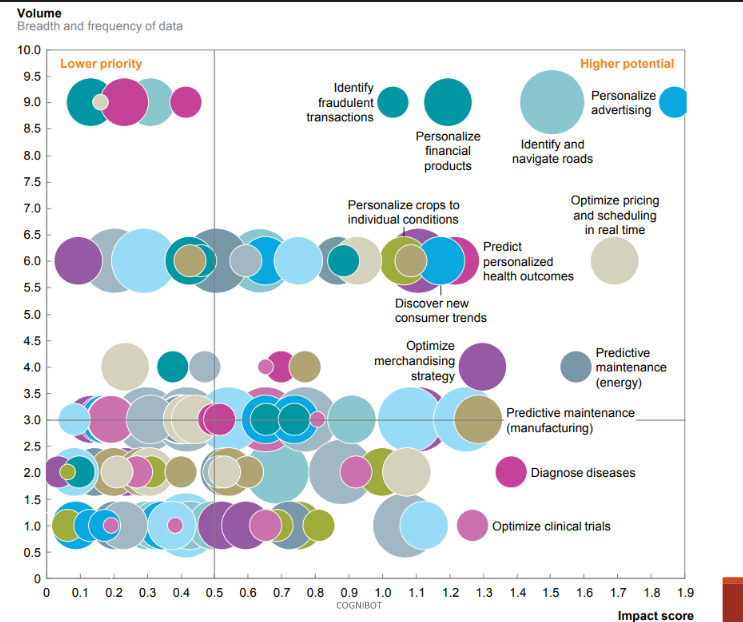 Volume
Breadth and frequency of data
10.0
Lower priority
Higher potential
9.5
9.0
8.5
8.0
7.5
7.0
6.5
6.0
5.5
5.0
4.5
4.0
3.5
3.0
2.5
2.0
1.5
1.0
0.5
0
Identify
fraudulent
transactions
Personalize
financial
products
Identify and
navigate roads
Personalize
advertising
Personalize crops to
individual conditions
Optimize pricing
and scheduling
in real time
Predict
personalized
health outcomes
Discover new
consumer trends
Optimize
merchandising
strategy
Predictive
maintenance
(energy)
Predictive maintenance
(manufacturing)
Diagnose diseases
Optimize clinical trials
0 0.1 0.2 0.3 0.4 0.5 0.6 0.7 0.8 0.9 1.0 1.1 1.2 1.3 1.4 1.5 1.6 1.7 1.8 1.9
COGNIBOT
Impact score